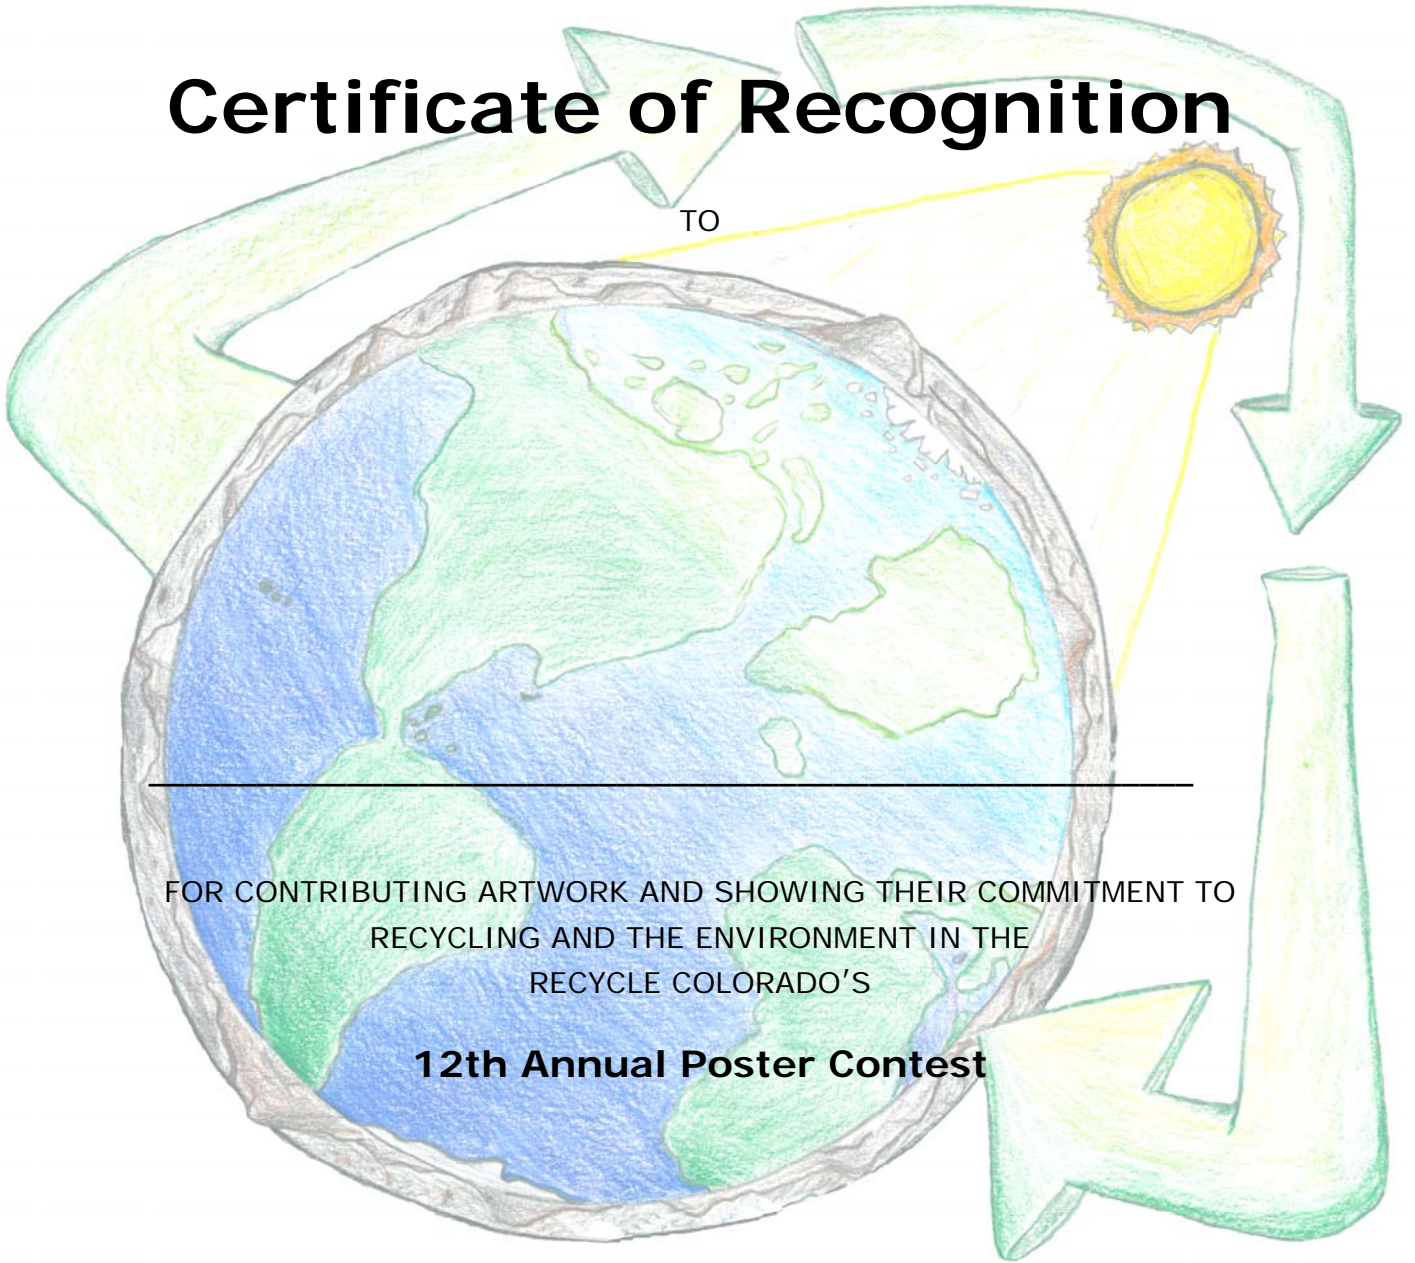 Certificate of Recognition
TO
FOR CONTRIBUTING ARTWORK AND SHOWING THEIR COMMITMENT TO
RECYCLING AND THE ENVIRONMENT IN THE
RECYCLE COLORADO'S
12th Annual Poster Contest